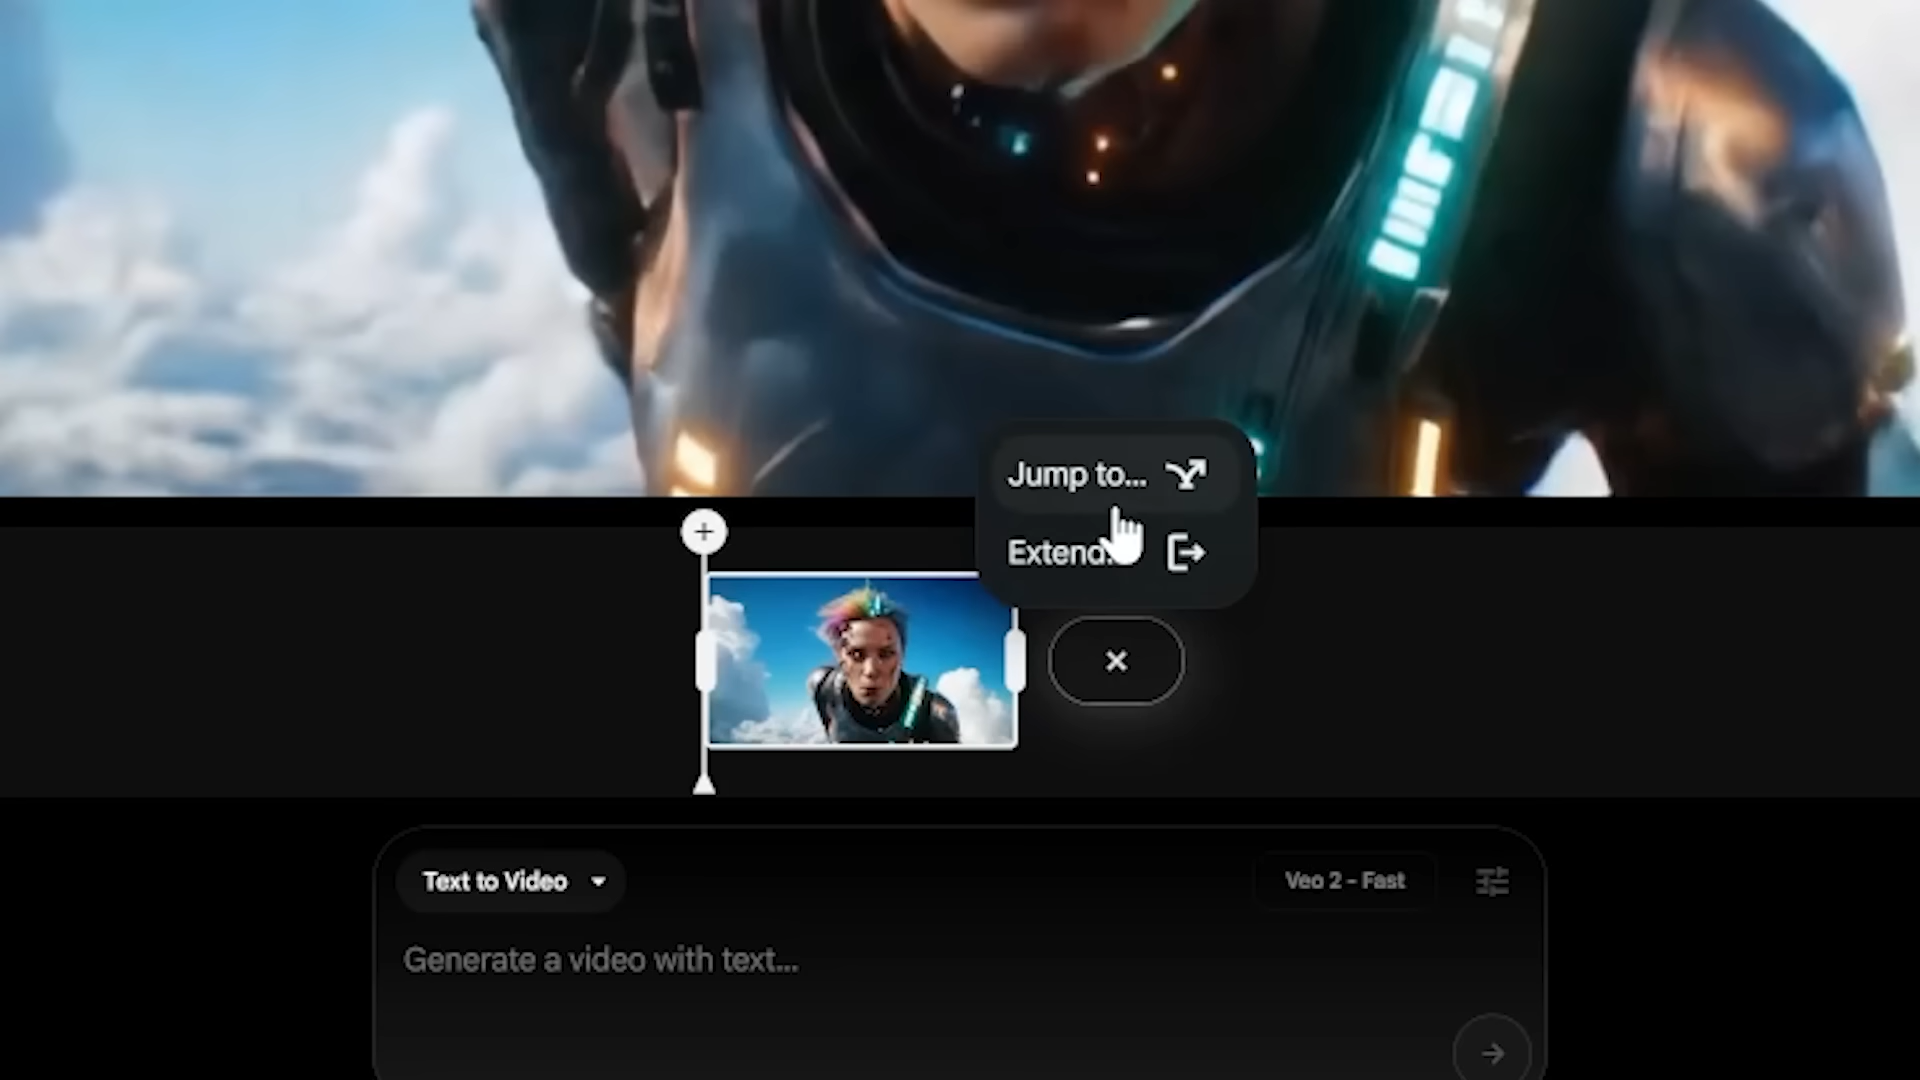 Jump to...
Extend...
Text to Video
Veo 2 - Fast
Generate a video with text...